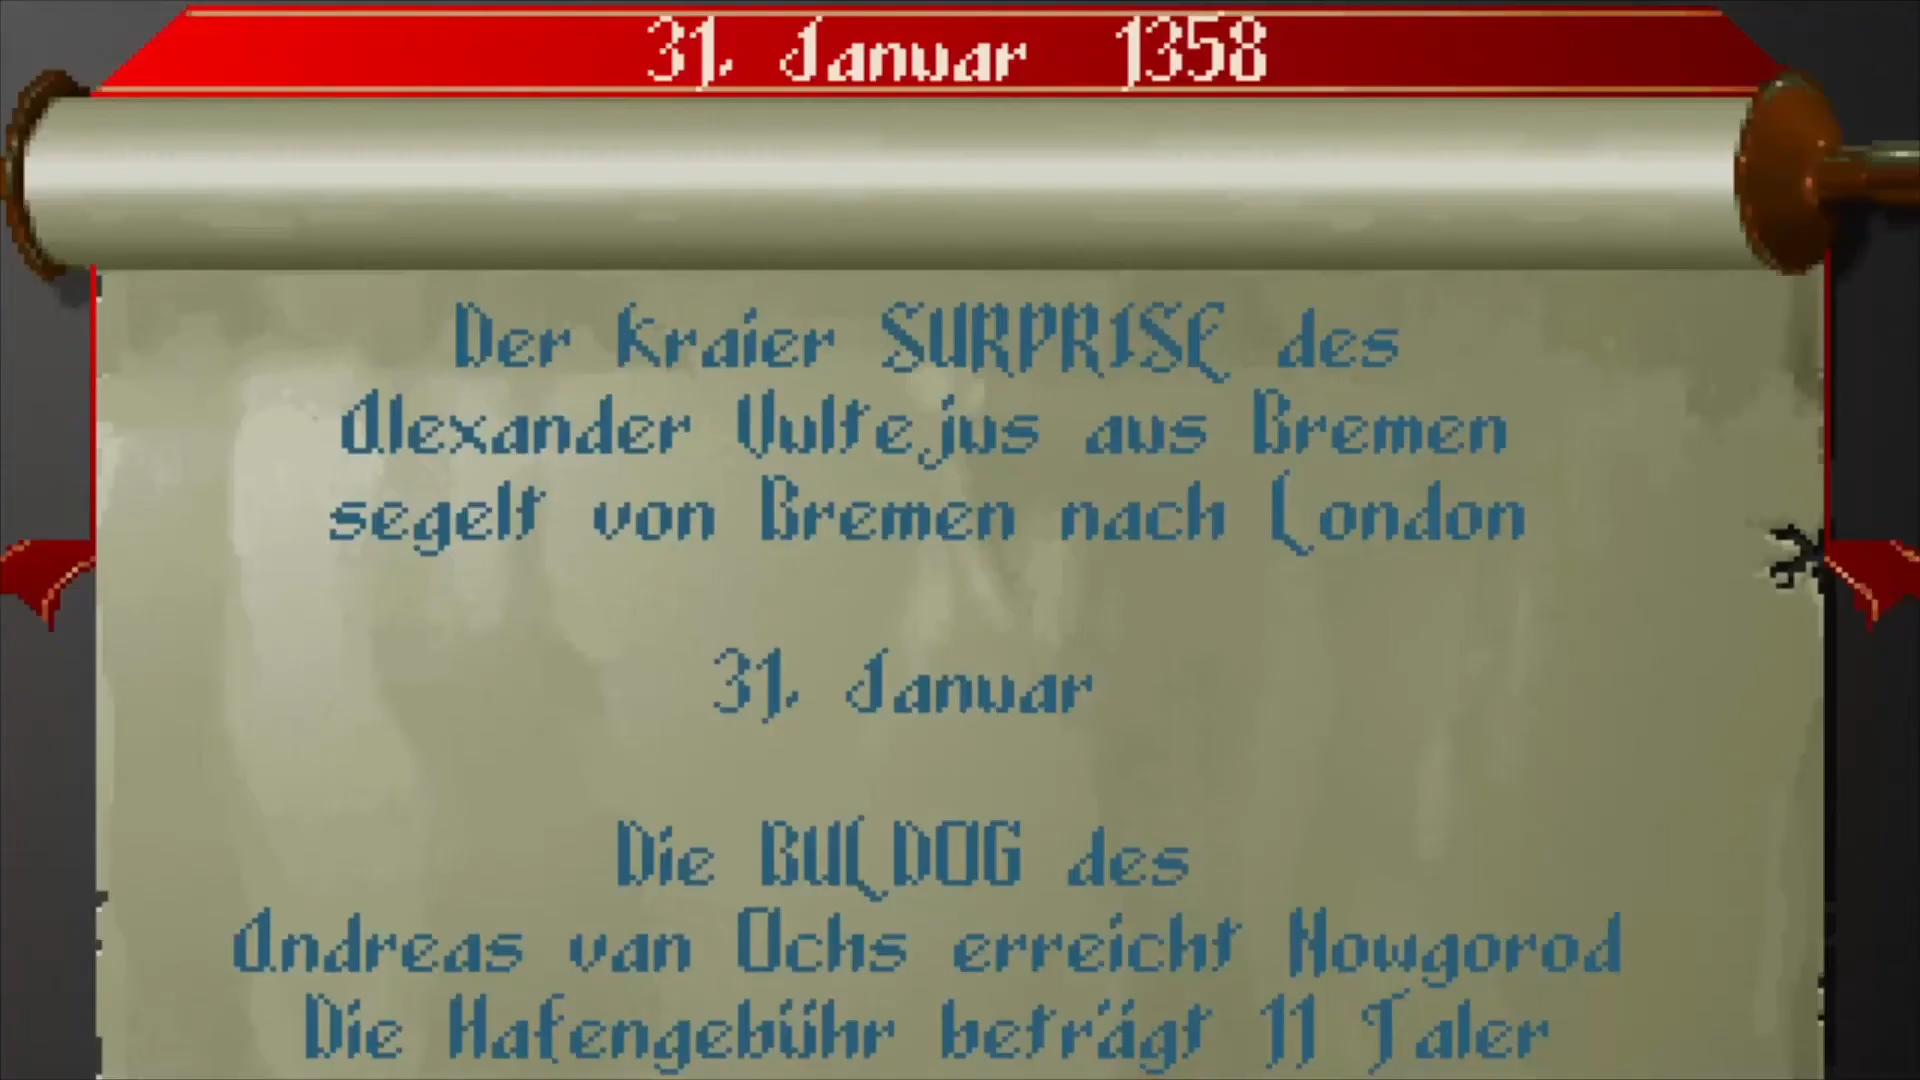 31. Januar 1358
Der Kraier SURPRISE des
Alexander Vultejus aus Bremen
segelt von Bremen nach London
31. Januar
Die BULDOG des
Andreas van Ochs erreicht Nowgorod
Die Hafengebühr beträgt 11 Taler